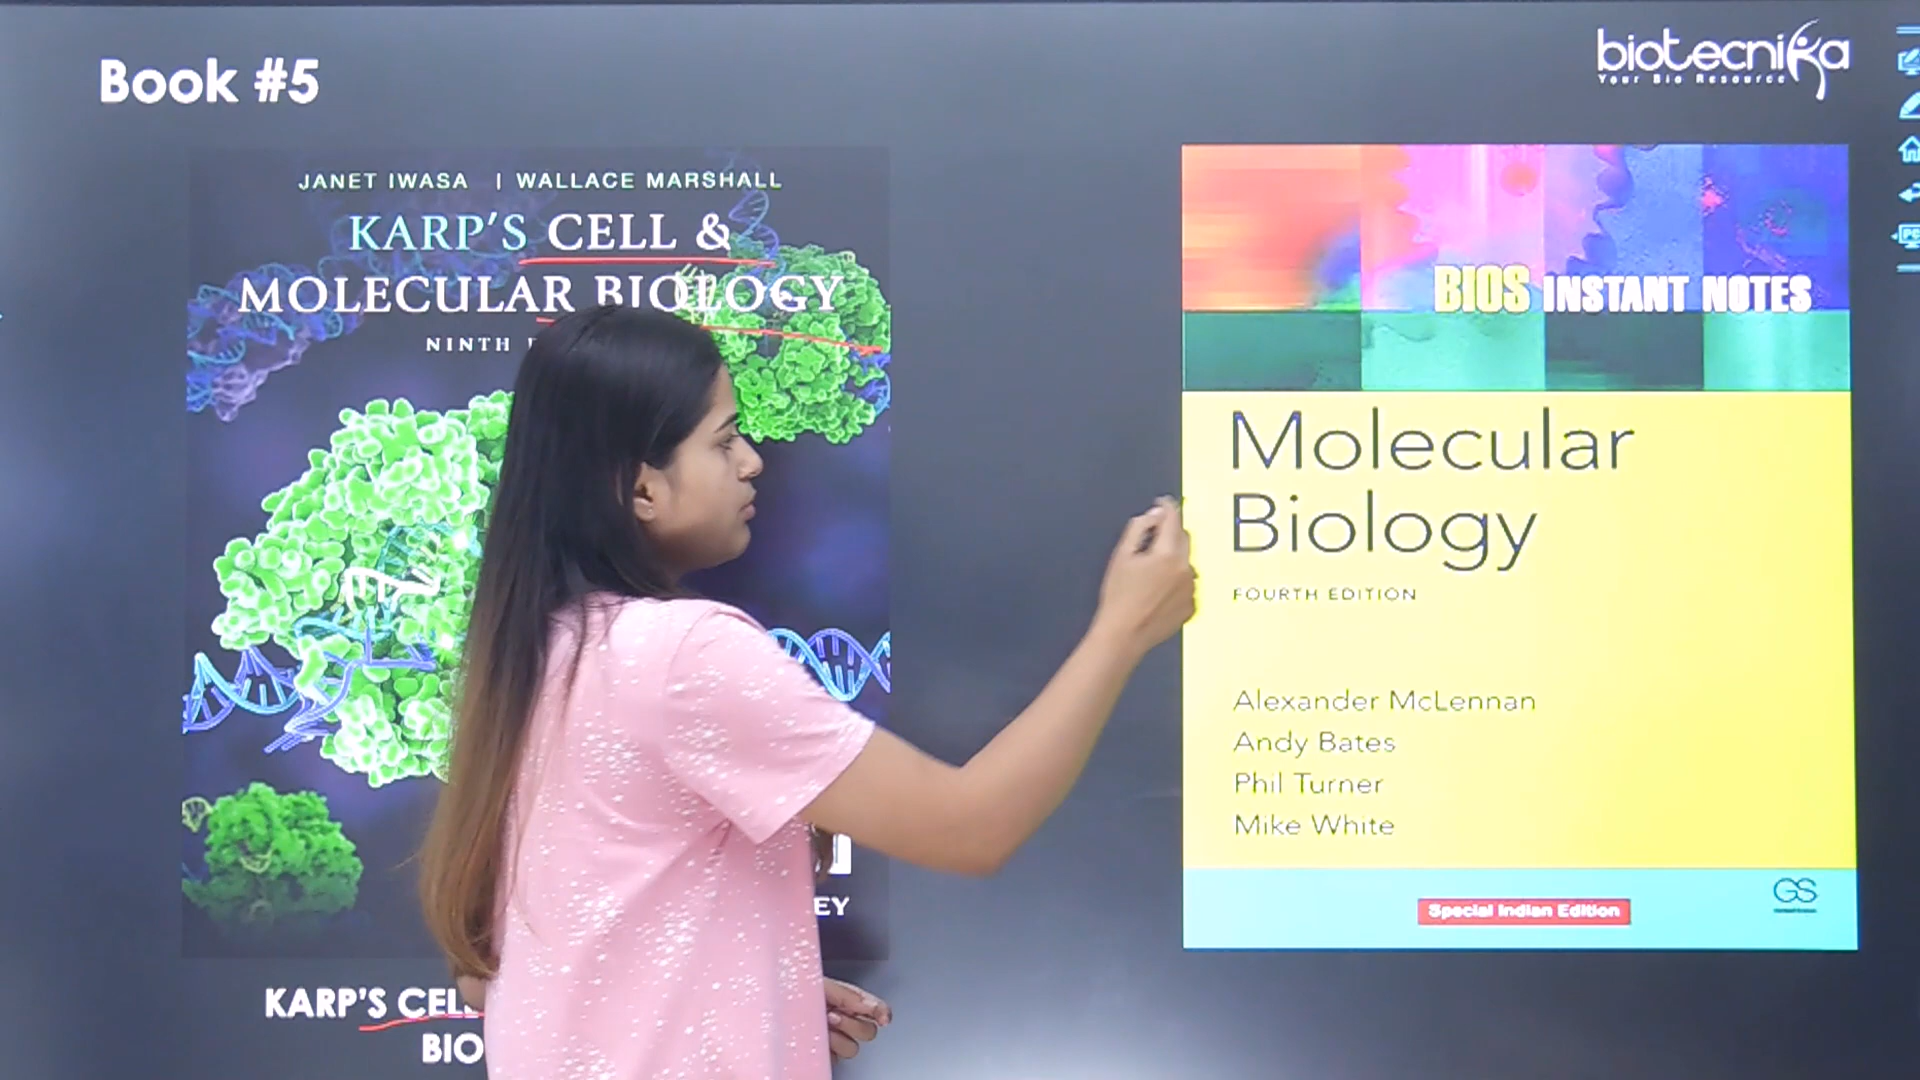 Book #5
biotecnika
Your Bio Resource
JANET IWASA | WALLACE MARSHALL
KARP'S CELL &
MOLECULAR BIOLOGY
NINTH
EY
KARP'S CEL
BIO
BIOS INSTANT NOTES
Molecular
Biology
FOURTH EDITION
Alexander McLennan
Andy Bates
Phil Turner
Mike White
GS
Special Indian Edition
PC